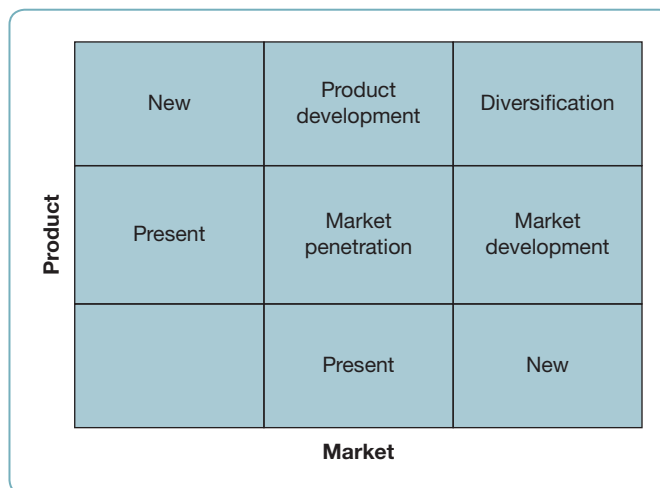 New
Product
development
Diversification
Product
Present
Market
penetration
Market
development
Present
New
Market